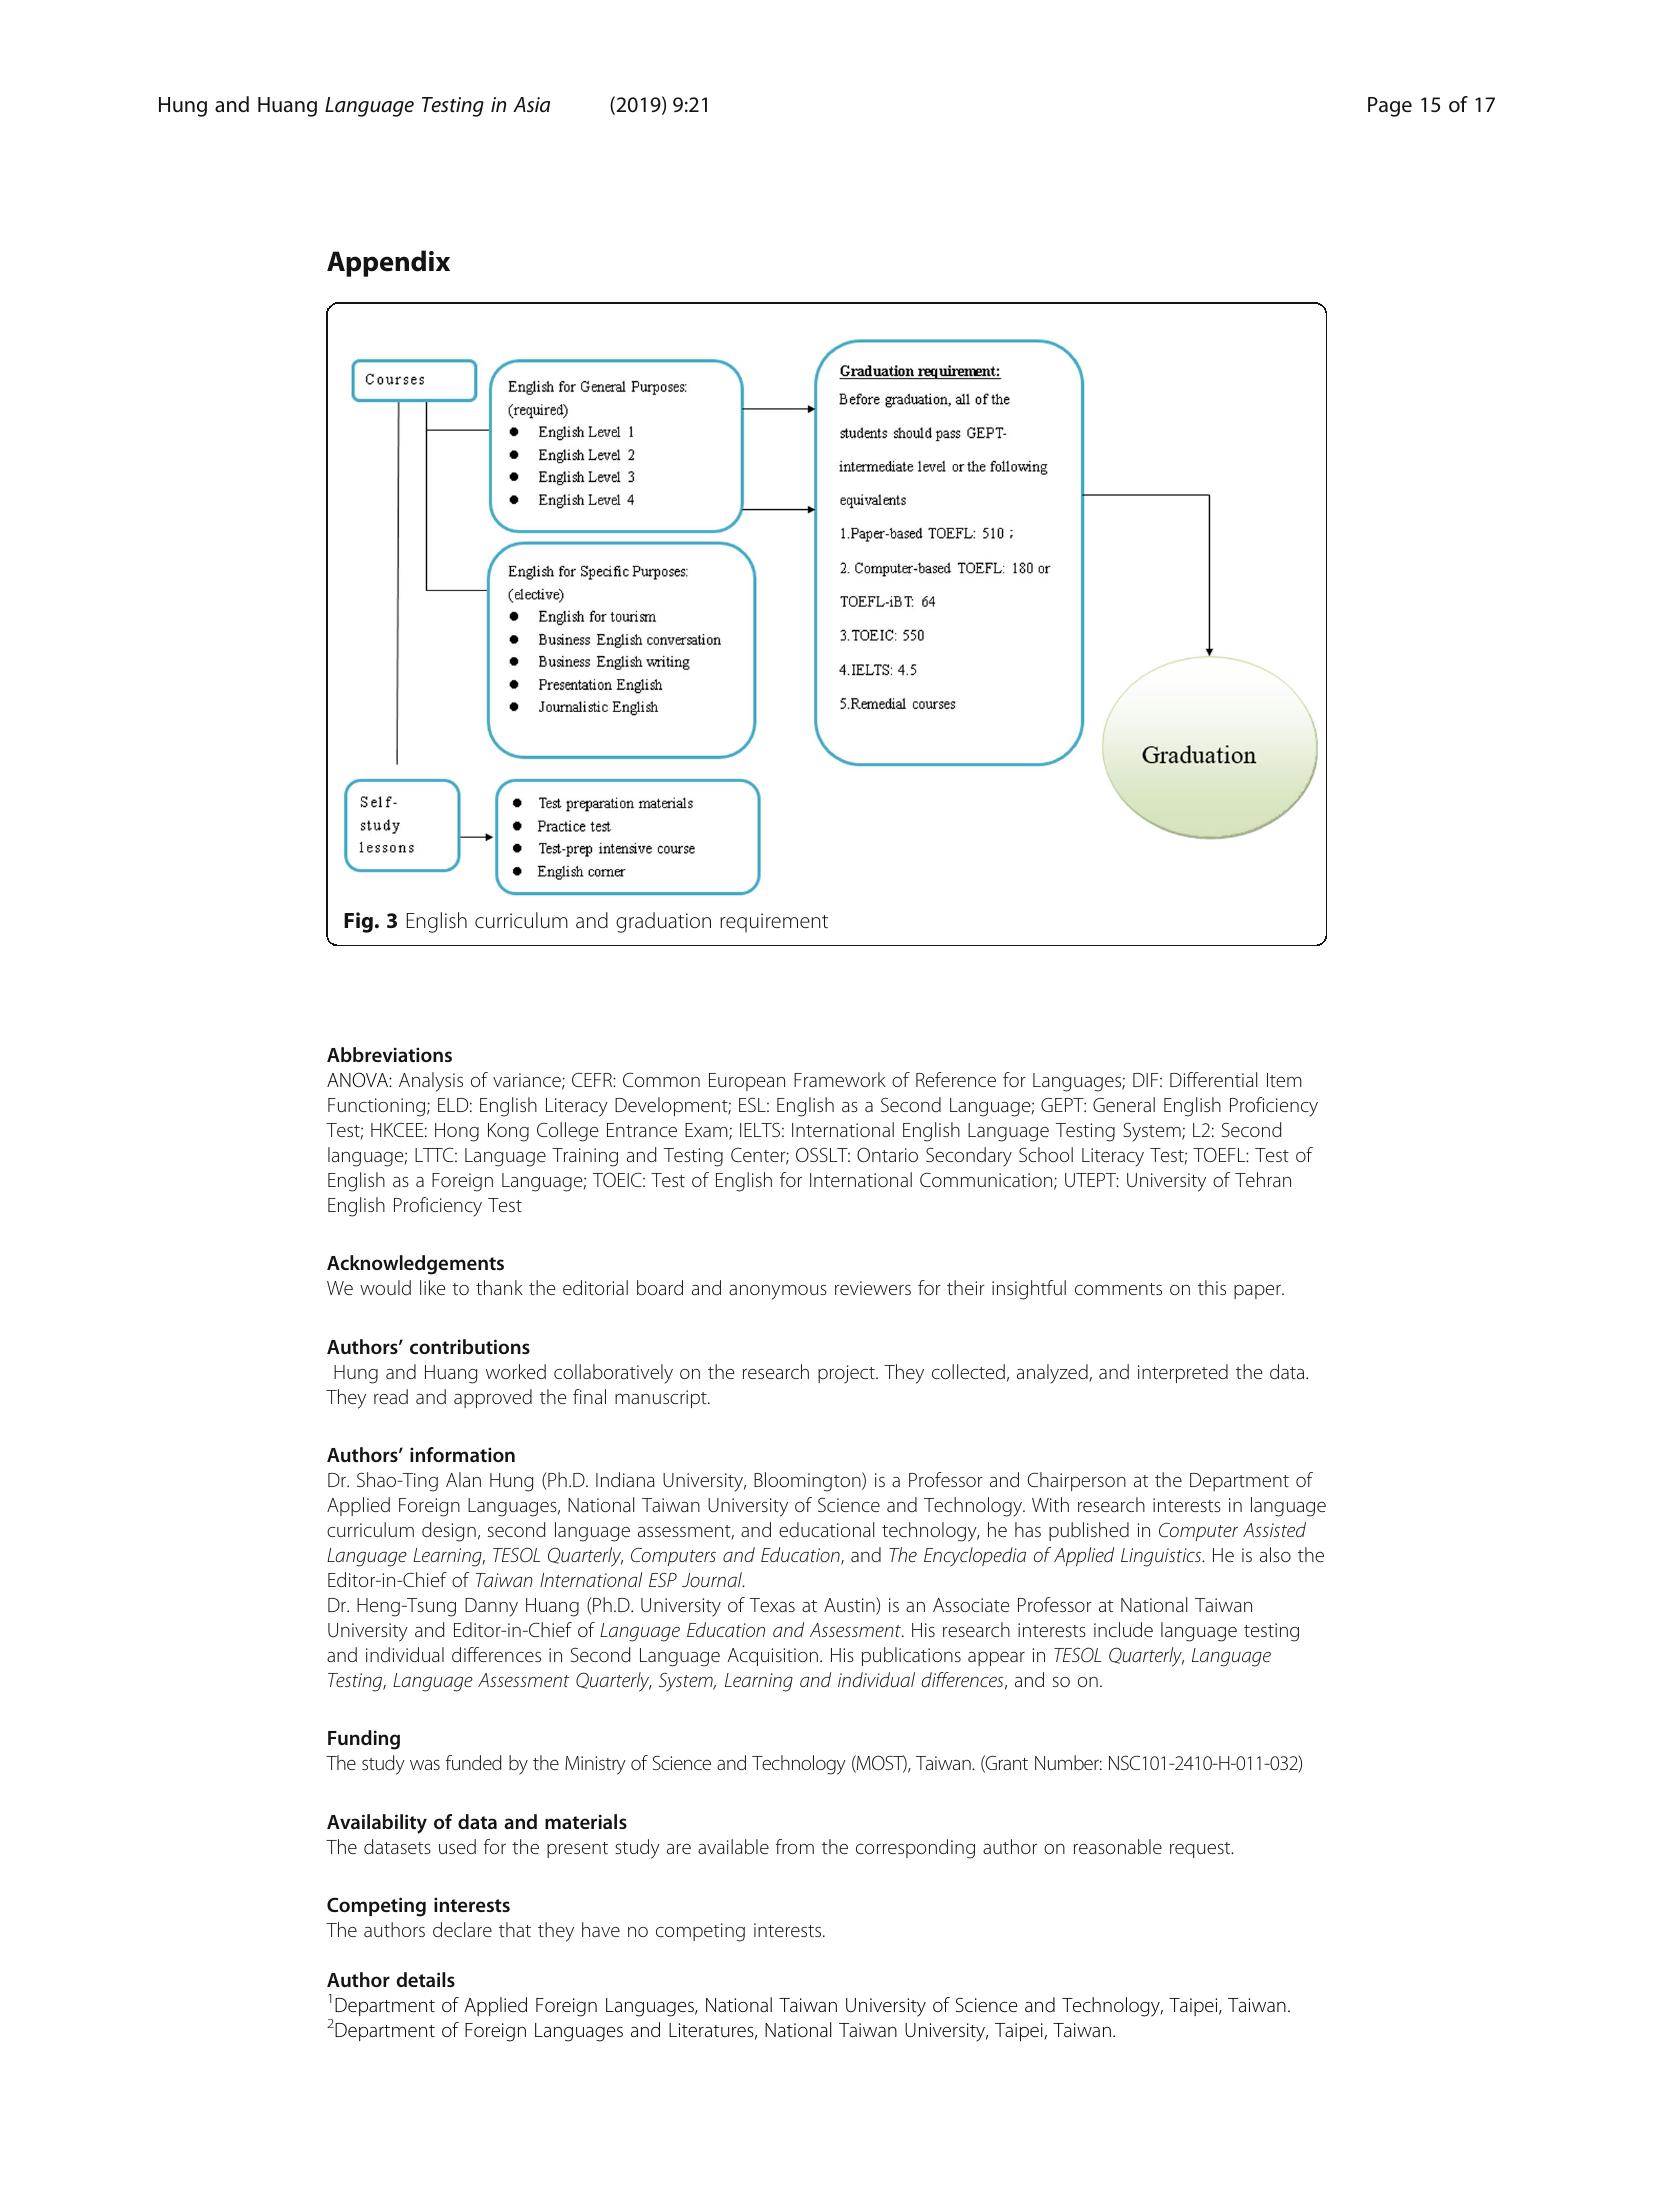 Hung and Huang Language Testing in Asia (2019) 9:21 Page 15 of 17
Appendix
Courses
English for General Purposes:
(required)
● English Level 1
● English Level 2
● English Level 3
● English Level 4
English for Specific Purposes:
(elective)
● English for tourism
● Business English conversation
● Business English writing
● Presentation English
● Journalistic English
Graduation requirement:
Before graduation, all of the
students should pass GEPT-
intermediate level or the following
equivalents
1.Paper-based TOEFL: 510 ;
2. Computer-based TOEFL: 180 or
TOEFL-iBT: 64
3.TOEIC: 550
4.IELTS: 4.5
5.Remedial courses
Graduation
Self-
study
lessons
● Test preparation materials
● Practice test
● Test-prep intensive course
● English corner
Fig. 3 English curriculum and graduation requirement
Abbreviations
ANOVA: Analysis of variance; CEFR: Common European Framework of Reference for Languages; DIF: Differential Item
Functioning; ELD: English Literacy Development; ESL: English as a Second Language; GEPT: General English Proficiency
Test; HKCEE: Hong Kong College Entrance Exam; IELTS: International English Language Testing System; L2: Second
language; LTTC: Language Training and Testing Center; OSSLT: Ontario Secondary School Literacy Test; TOEFL: Test of
English as a Foreign Language; TOEIC: Test of English for International Communication; UTEPT: University of Tehran
English Proficiency Test
Acknowledgements
We would like to thank the editorial board and anonymous reviewers for their insightful comments on this paper.
Authors’ contributions
Hung and Huang worked collaboratively on the research project. They collected, analyzed, and interpreted the data.
They read and approved the final manuscript.
Authors’ information
Dr. Shao-Ting Alan Hung (Ph.D. Indiana University, Bloomington) is a Professor and Chairperson at the Department of
Applied Foreign Languages, National Taiwan University of Science and Technology. With research interests in language
curriculum design, second language assessment, and educational technology, he has published in Computer Assisted
Language Learning, TESOL Quarterly, Computers and Education, and The Encyclopedia of Applied Linguistics. He is also the
Editor-in-Chief of Taiwan International ESP Journal.
Dr. Heng-Tsung Danny Huang (Ph.D. University of Texas at Austin) is an Associate Professor at National Taiwan
University and Editor-in-Chief of Language Education and Assessment. His research interests include language testing
and individual differences in Second Language Acquisition. His publications appear in TESOL Quarterly, Language
Testing, Language Assessment Quarterly, System, Learning and individual differences, and so on.
Funding
The study was funded by the Ministry of Science and Technology (MOST), Taiwan. (Grant Number: NSC101-2410-H-011-032)
Availability of data and materials
The datasets used for the present study are available from the corresponding author on reasonable request.
Competing interests
The authors declare that they have no competing interests.
Author details
1Department of Applied Foreign Languages, National Taiwan University of Science and Technology, Taipei, Taiwan.
2Department of Foreign Languages and Literatures, National Taiwan University, Taipei, Taiwan.